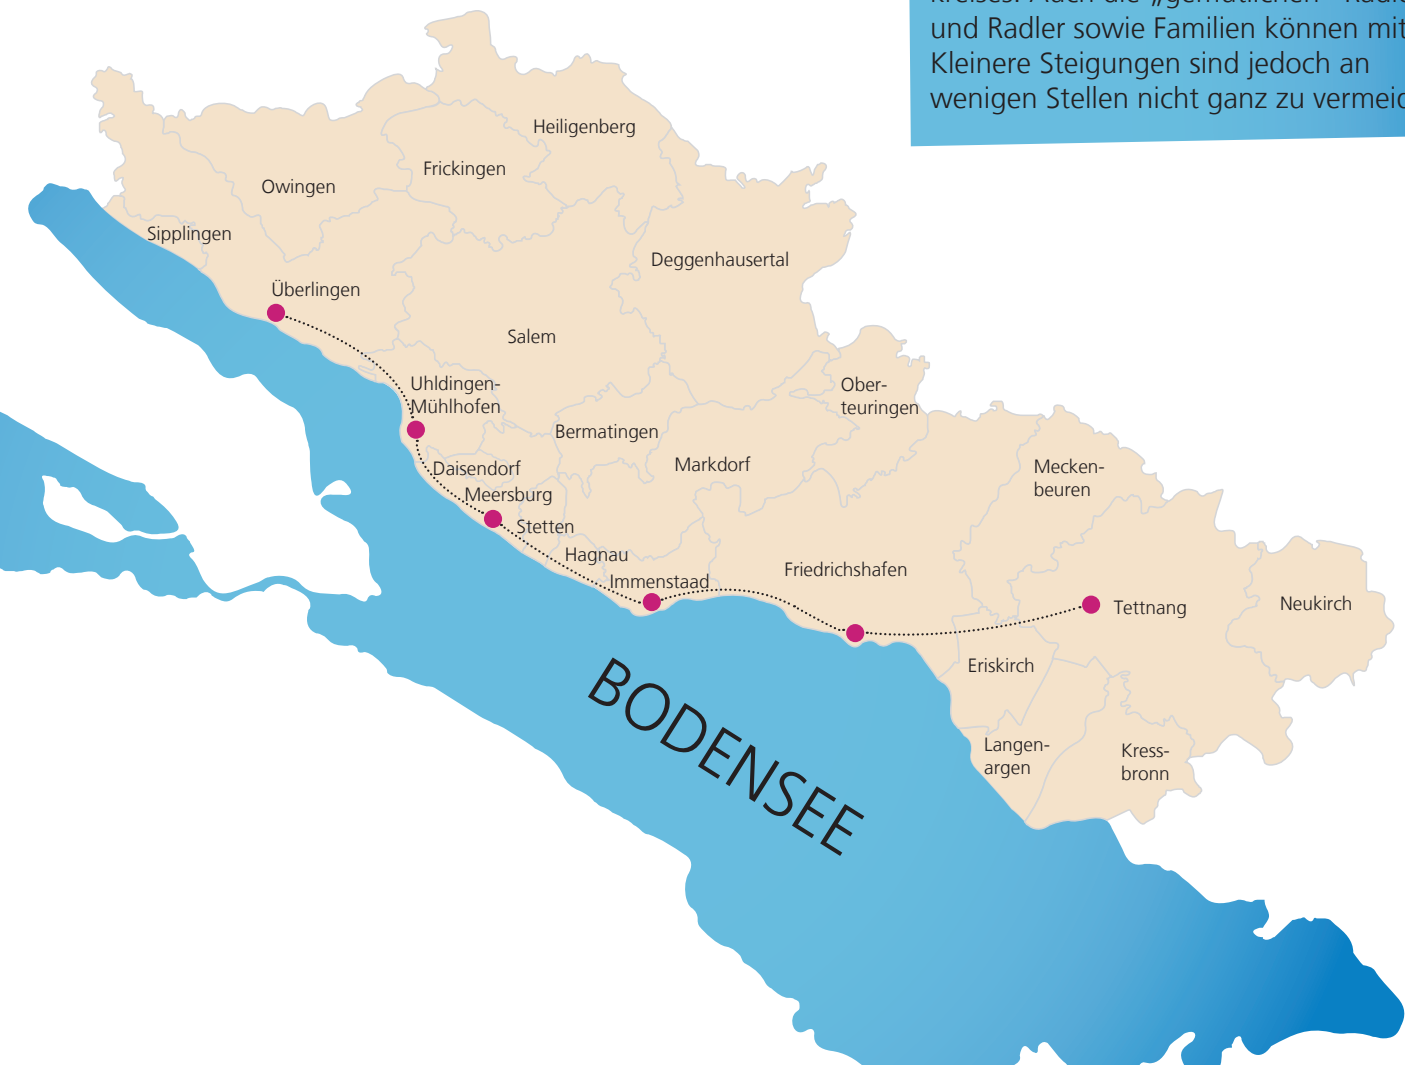 und Radler sowie Familien können mit
Kleinere Steigungen sind jedoch an
wenigen Stellen nicht ganz zu
Heiligenberg
Frickingen
Owingen
Sipplingen
Deggenhausertal
Überlingen
Salem
Uhldingen-
Mühlhofen
Ober-
teuringen
Bermatingen
Markdorf
Daisendorf
Meersburg
Stetten
Hagnau
Immenstaad
Friedrichshafen
Mecken-
beuren
Tettnang
Neukirch
Eriskirch
Langen-
argen
Kress-
bronn
BODENSEE